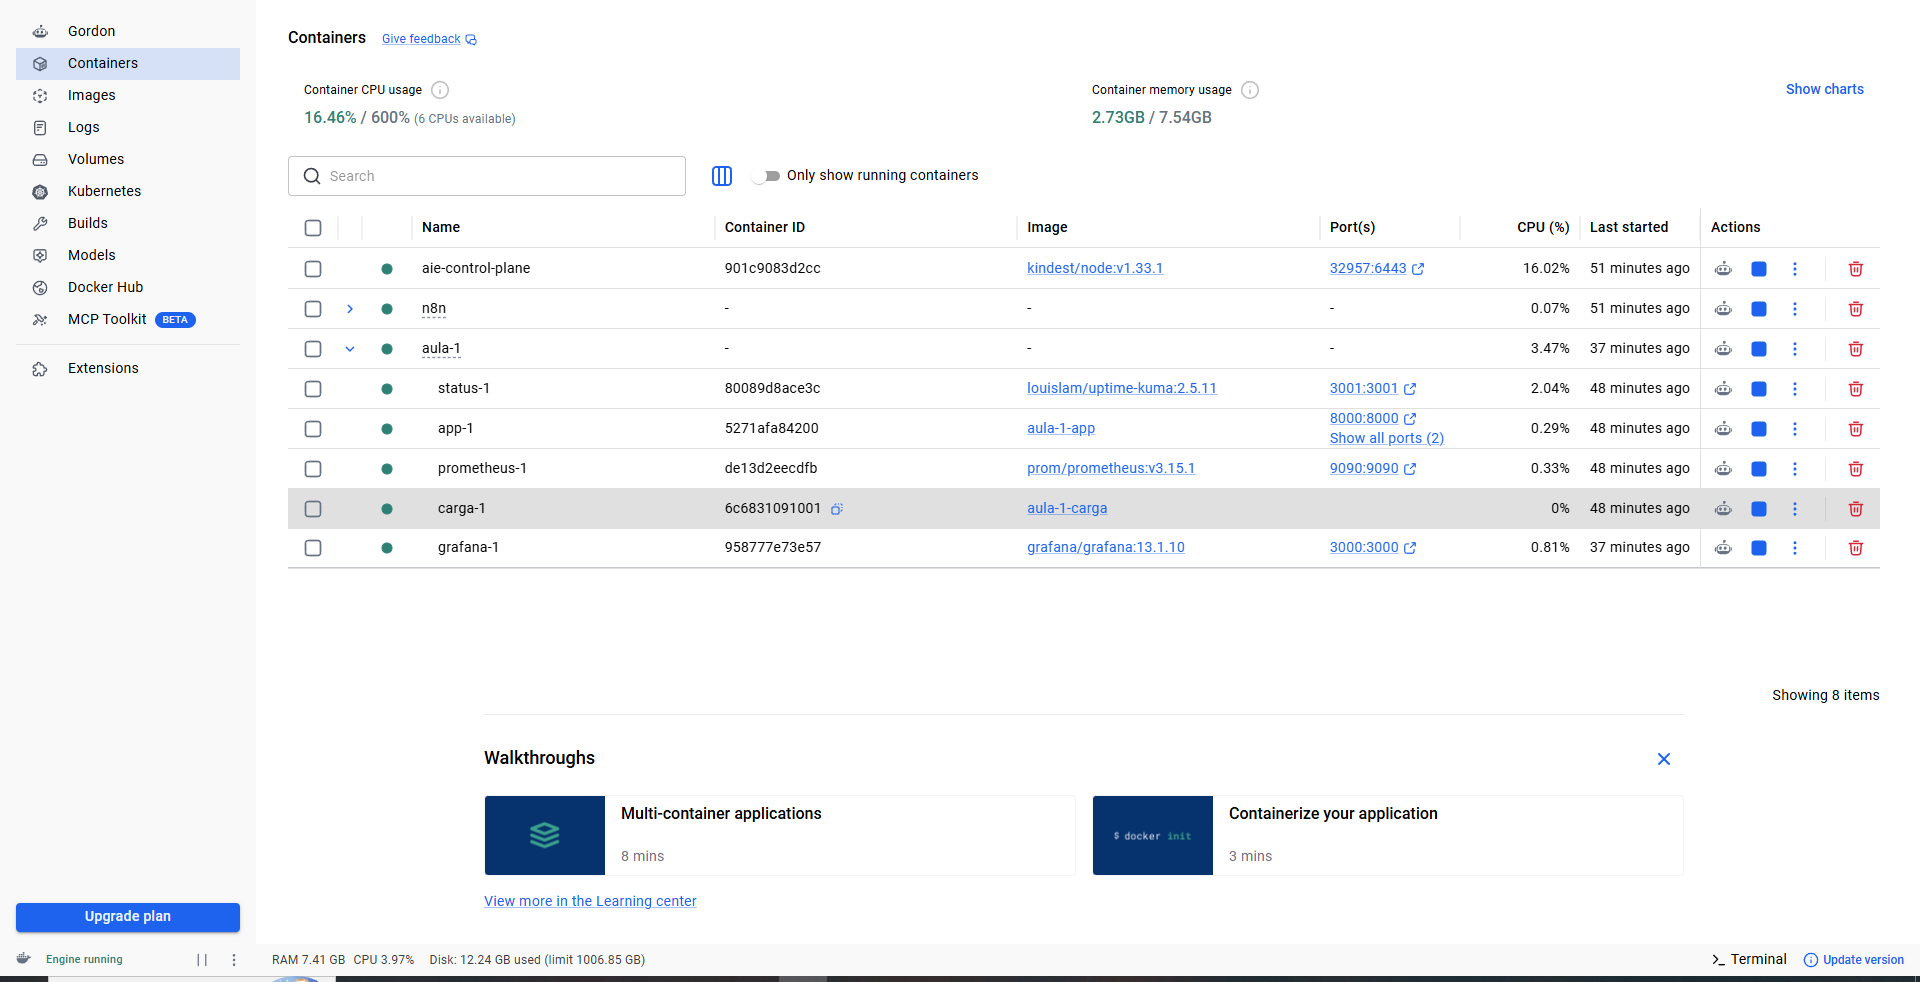 Gordon
Containers
Images
Logs
Volumes
Kubernetes
Builds
Models
Docker Hub
MCP Toolkit BETA
Extensions
Upgrade plan
Containers Give feedback
Container CPU usage
16.46% / 600% (6 CPUs available)
Container memory usage
2.73GB / 7.54GB
Show charts
Search
Only show running containers
Name Container ID Image Port(s) CPU (%) Last started Actions
aie-control-plane 901c9083d2cc kindest/node:v1.33.1 32957:6443 16.02% 51 minutes ago
n8n - - - 0.07% 51 minutes ago
aula-1 - - - 3.47% 37 minutes ago
status-1 80089d8ace3c louislam/uptime-kuma:2.5.11 3001:3001 2.04% 48 minutes ago
app-1 5271afa84200 aula-1-app 8000:8000 Show all ports (2) 0.29% 48 minutes ago
prometheus-1 de13d2eecdfb prom/prometheus:v3.15.1 9090:9090 0.33% 48 minutes ago
carga-1 6c6831091001 aula-1-carga 0% 48 minutes ago
grafana-1 958777e73e57 grafana/grafana:13.1.10 3000:3000 0.81% 37 minutes ago
Showing 8 items
Walkthroughs
Multi-container applications
8 mins
$ docker init
Containerize your application
3 mins
View more in the Learning center
Engine running
RAM 7.41 GB CPU 3.97% Disk: 12.24 GB used (limit 1006.85 GB)
Terminal
Update version